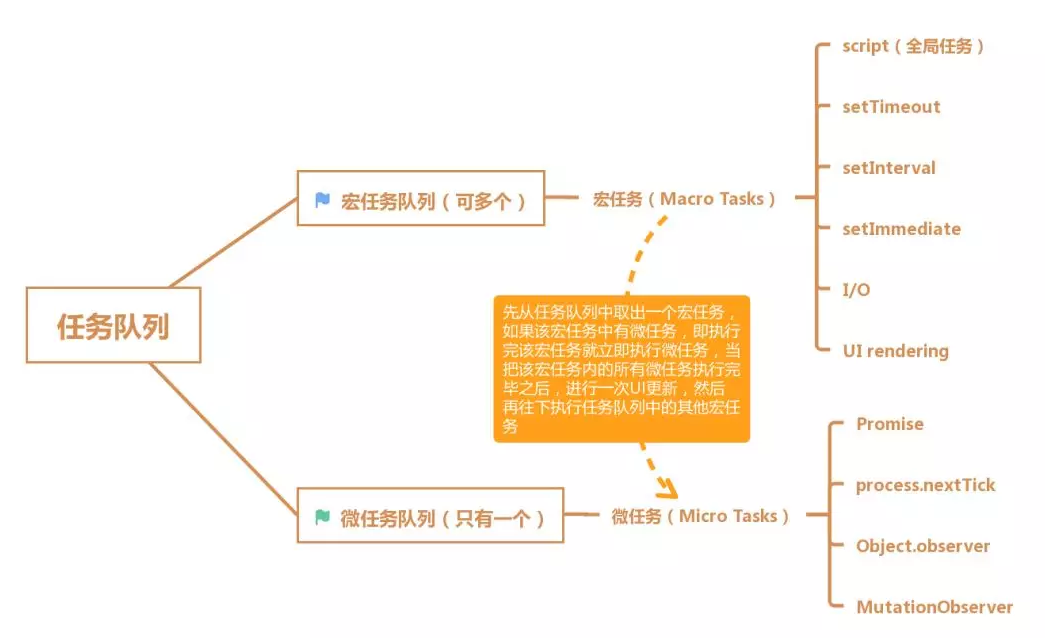 任务队列
宏任务队列（可多个）
宏任务（Macro Tasks）
script（全局任务）
setTimeout
setInterval
setImmediate
I/O
UI rendering
先从任务队列中取出一个宏任务，
如果该宏任务中有微任务，即执行
完该宏任务就立即执行微任务，当
把该宏任务内的所有微任务执行完
毕之后，进行一次UI更新，然后
再往下执行任务队列中的其他宏任
务
微任务队列（只有一个）
微任务（Micro Tasks）
Promise
process.nextTick
Object.observer
MutationObserver